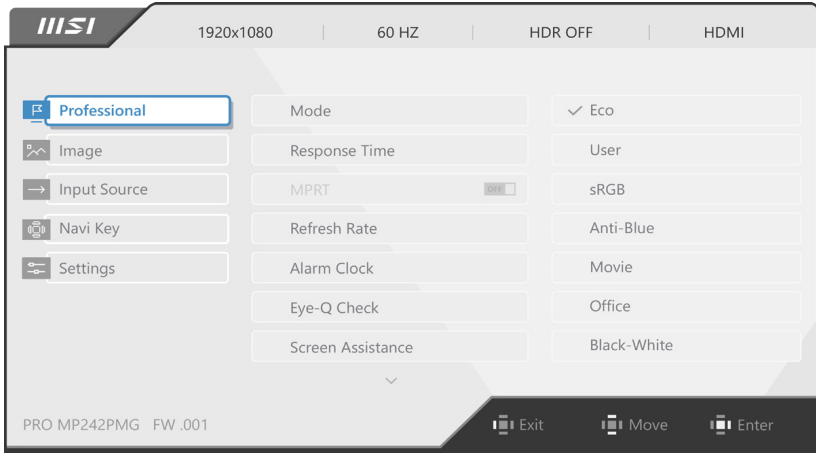 msi
1920x1080 60 HZ HDR OFF HDMI
Professional Mode Eco
Image Response Time User
Input Source MPRT OFF sRGB
Navi Key Refresh Rate Anti-Blue
Settings Alarm Clock Movie
Eye-Q Check Office
Screen Assistance Black-White
PRO MP242PMG FW .001 Exit Move Enter